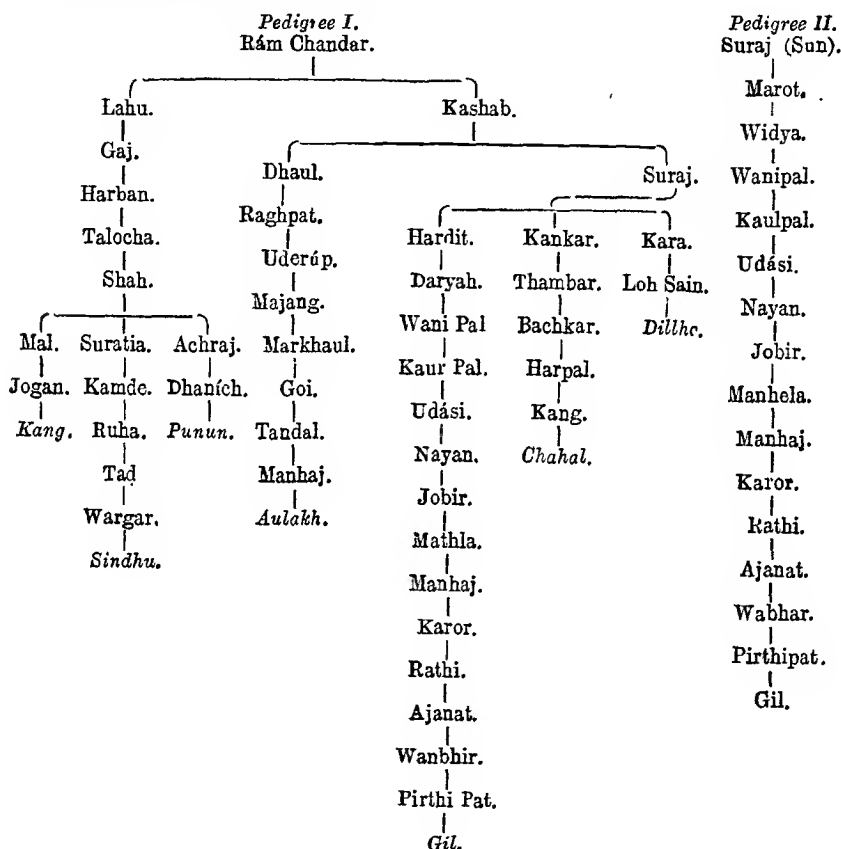 Pedigree I.
Rám Chandar.
Lahu.
Kashab.
Gaj.
Harban.
Talocha.
Shah.
Mal.
Suratia.
Achraj.
Jogan.
Kamde.
Dhaních.
Kang.
Ruha.
Punun.
Tad
Wargar.
Sindhu.
Dhaul.
Suraj.
Raghpat.
Uderúp.
Majang.
Markhaul.
Goi.
Tandal.
Manhaj.
Aulakh.
Hardit.
Kankar.
Kara.
Daryah.
Thambar.
Loh Sain.
Wani Pal
Bachkar.
Dillho.
Kaur Pal.
Harpal.
Udási.
Kang.
Nayan.
Chahal.
Jobir.
Mathla.
Manhaj.
Karor.
Rathi.
Ajanat.
Wanbhir.
Pirthi Pat.
Gil.
Pedigree II.
Suraj (Sun).
Marot.
Widya.
Wanipal.
Kaulpal.
Udási.
Nayan.
Jobir.
Manhela.
Manhaj.
Karor.
Rathi.
Ajanat.
Wabhar.
Pirthipat.
Gil.